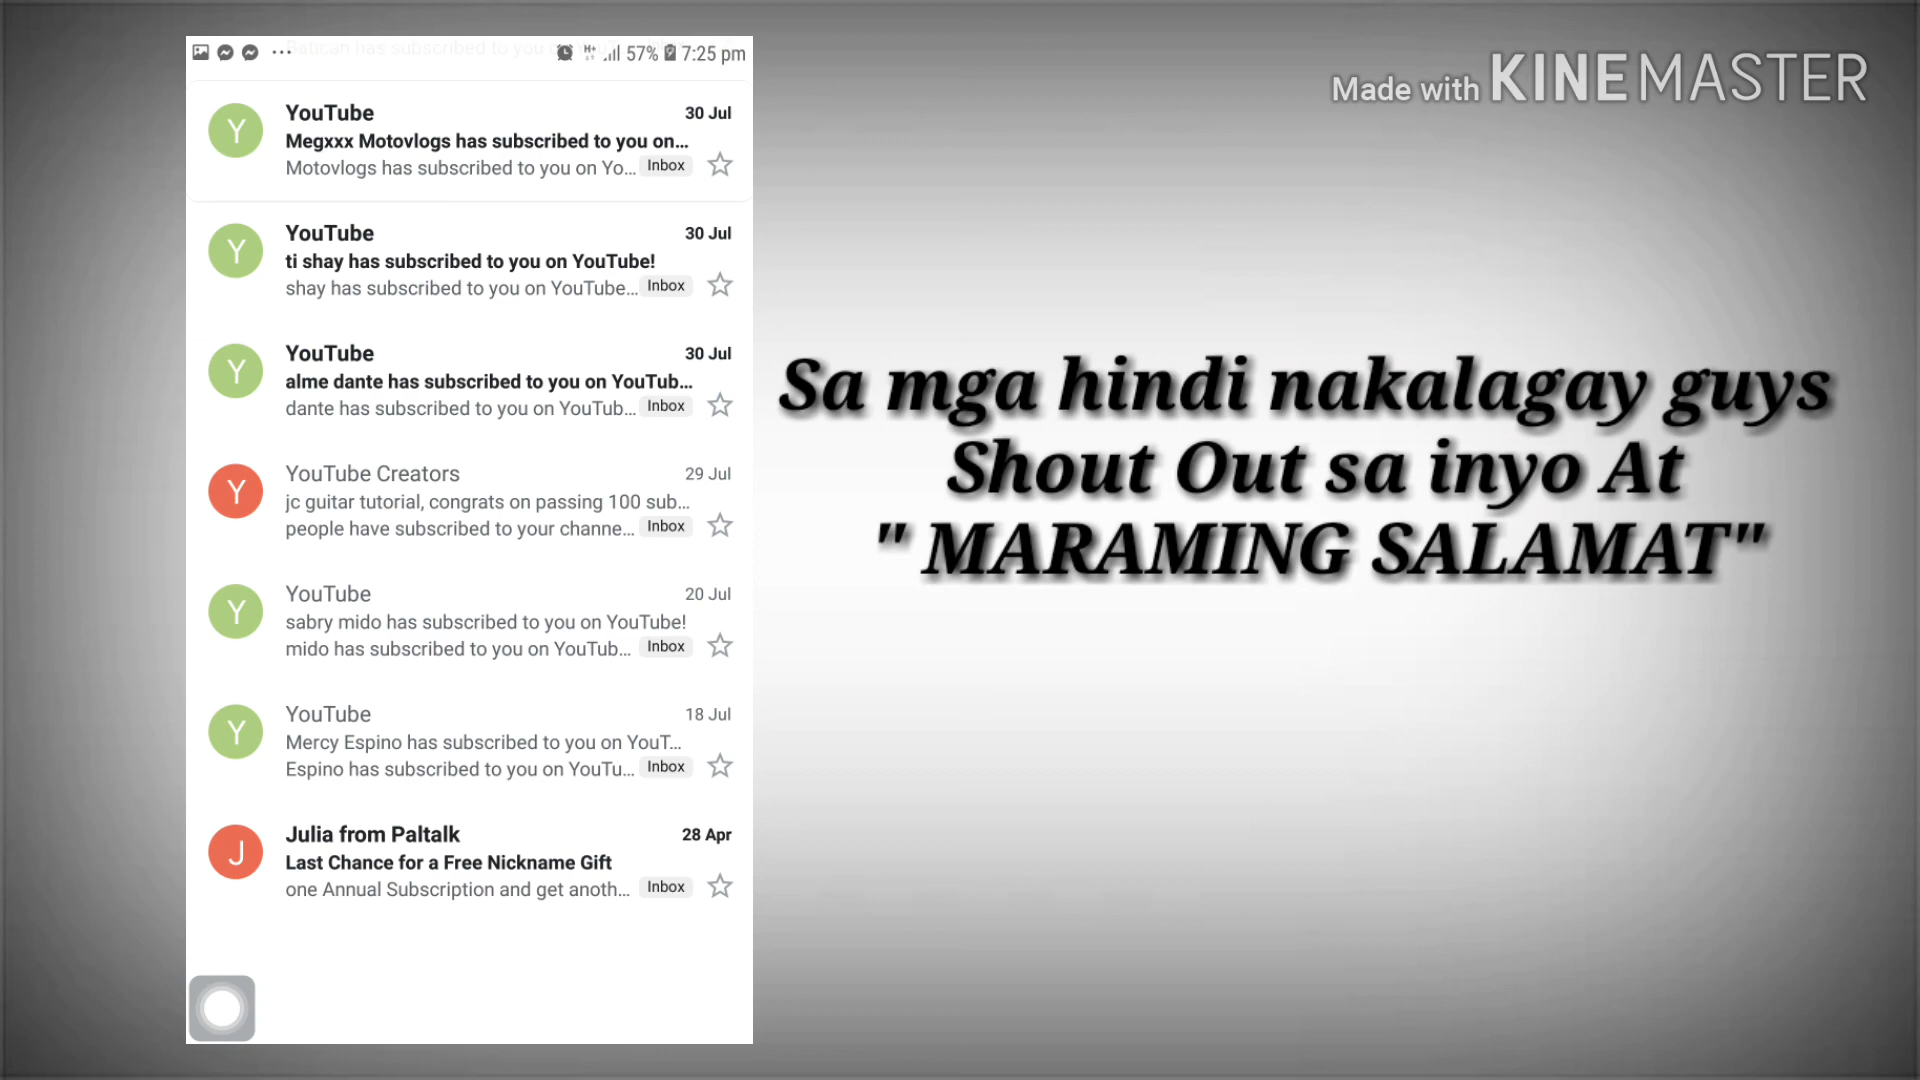 Batican has subscribed to you on YouTube
57% 7:25 pm
YouTube 30 Jul
Megxxx Motovlogs has subscribed to you on...
Motovlogs has subscribed to you on Yo... Inbox
YouTube 30 Jul
ti shay has subscribed to you on YouTube!
shay has subscribed to you on YouTube... Inbox
YouTube 30 Jul
alme dante has subscribed to you on YouTub...
dante has subscribed to you on YouTub... Inbox
YouTube Creators 29 Jul
jc guitar tutorial, congrats on passing 100 sub...
people have subscribed to your channe... Inbox
YouTube 20 Jul
sabry mido has subscribed to you on YouTube!
mido has subscribed to you on YouTub... Inbox
YouTube 18 Jul
Mercy Espino has subscribed to you on YouT...
Espino has subscribed to you on YouTu... Inbox
Julia from Paltalk 28 Apr
Last Chance for a Free Nickname Gift
one Annual Subscription and get anoth... Inbox
Made with KINEMASTER
Sa mga hindi nakalagay guys
Shout Out sa inyo At
" MARAMING SALAMAT"